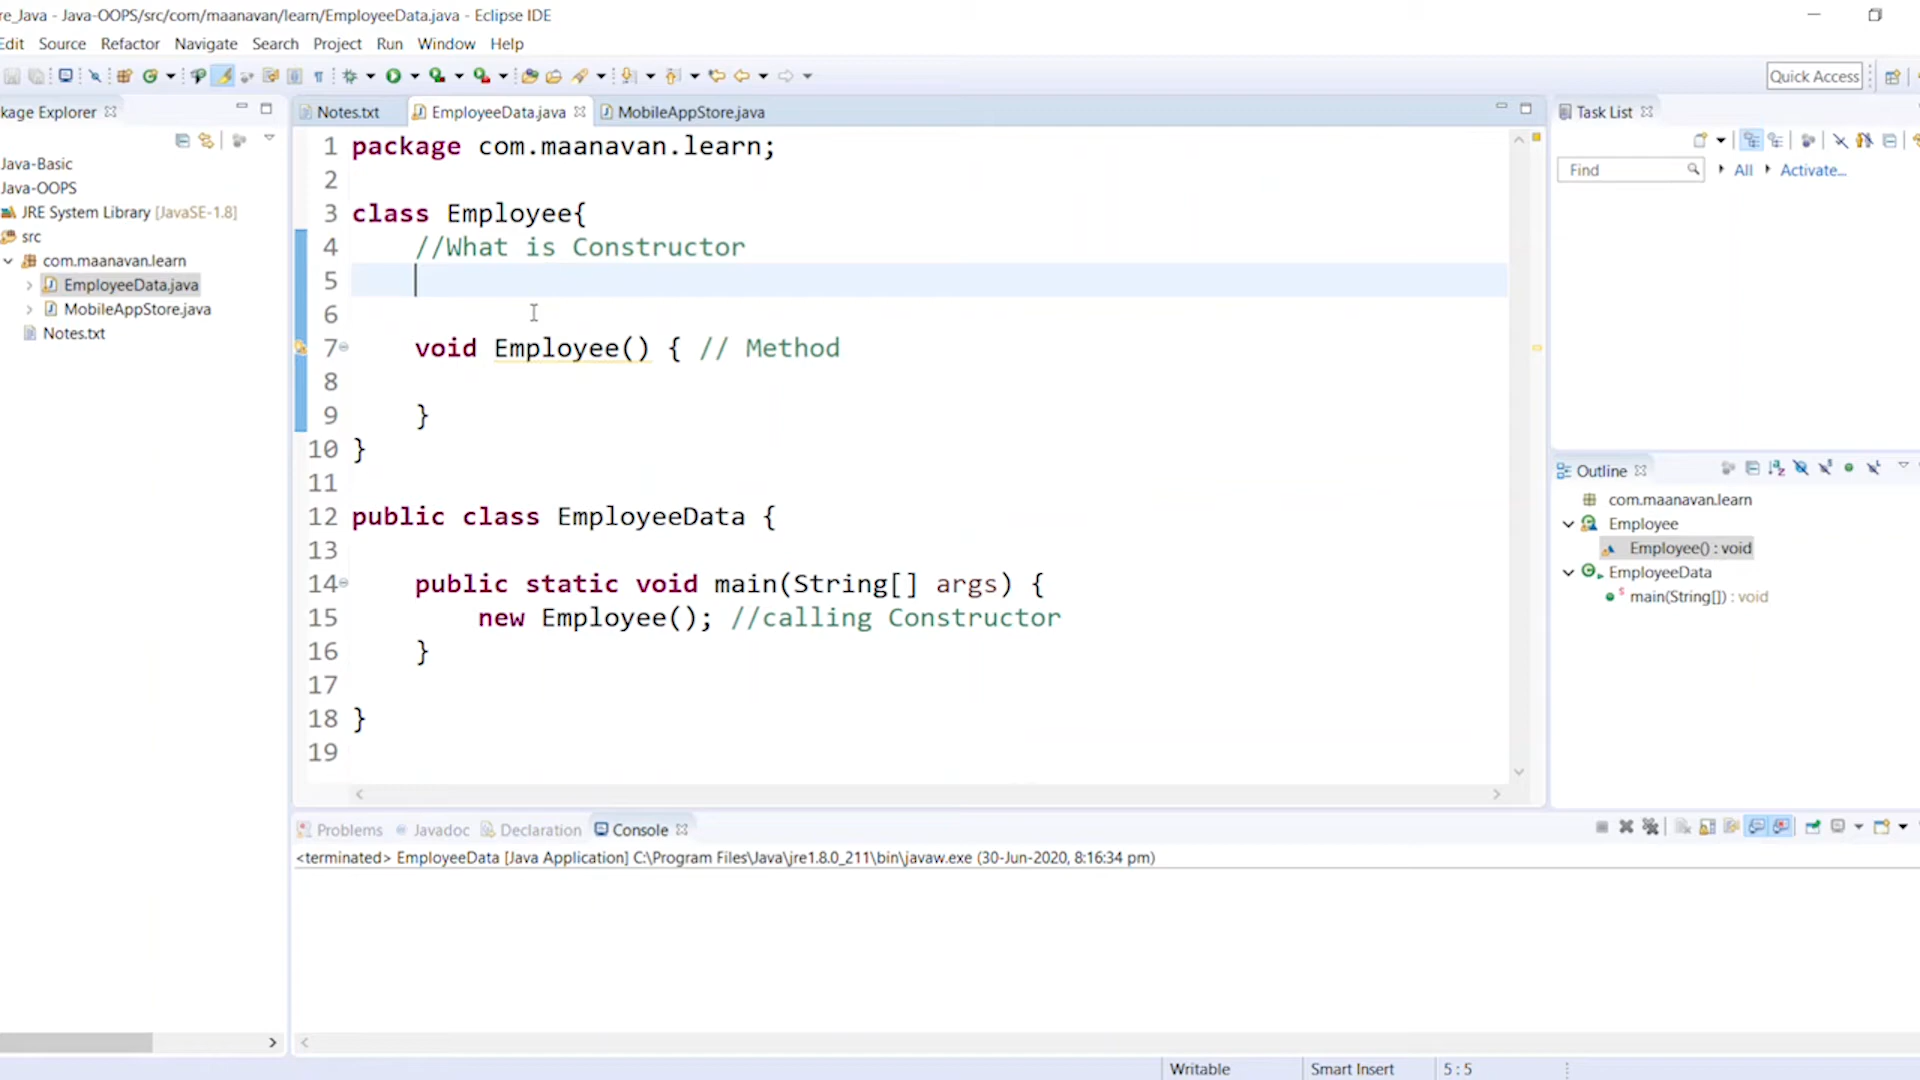 re_Java - Java-OOPS/src/com/maanavan/learn/EmployeeData.java - Eclipse IDE
Edit Source Refactor Navigate Search Project Run Window Help
Quick Access
kage Explorer
Java-Basic
Java-OOPS
JRE System Library [JavaSE-1.8]
src
com.maanavan.learn
EmployeeData.java
MobileAppStore.java
Notes.txt
Notes.txt EmployeeData.java MobileAppStore.java
1 package com.maanavan.learn;
2
3 class Employee{
4 //What is Constructor
5
6
7 void Employee() { // Method
8
9 }
10 }
11
12 public class EmployeeData {
13
14 public static void main(String[] args) {
15 new Employee(); //calling Constructor
16 }
17
18 }
19
Task List
Find All Activate...
Outline
com.maanavan.learn
Employee
Employee() : void
EmployeeData
main(String[]) : void
Problems Javadoc Declaration Console
<terminated> EmployeeData [Java Application] C:\Program Files\Java\jre1.8.0_211\bin\javaw.exe (30-Jun-2020, 8:16:34 pm)
Writable Smart Insert 5 : 5